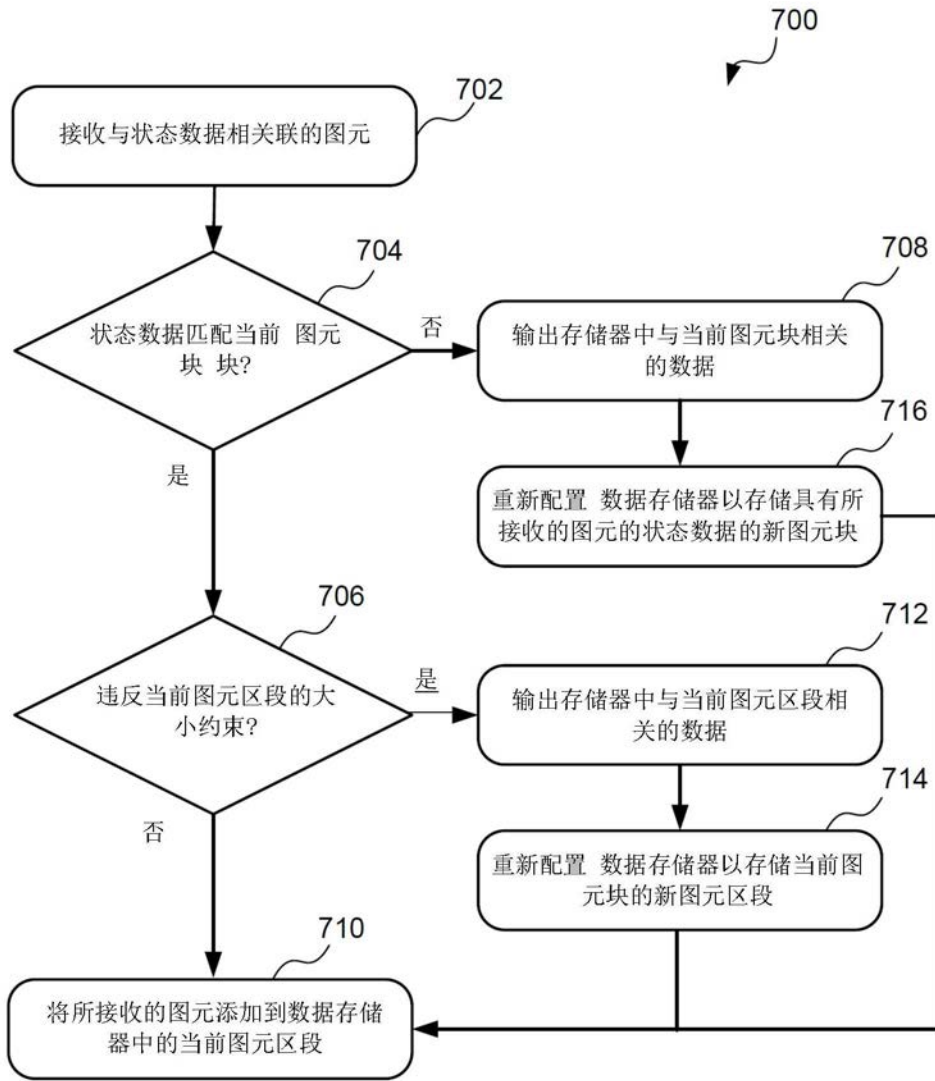 700
702
接收与状态数据相关联的图元
704
状态数据匹配当前 图元
块 块?
否
708
输出存储器中与当前图元块相关
的数据
716
重新配置 数据存储器以存储具有所
接收的图元的状态数据的新图元块
是
706
违反当前图元区段的大
小约束?
是
712
输出存储器中与当前图元区段相
关的数据
714
重新配置 数据存储器以存储当前图
元块的新图元区段
否
710
将所接收的图元添加到数据存储
器中的当前图元区段